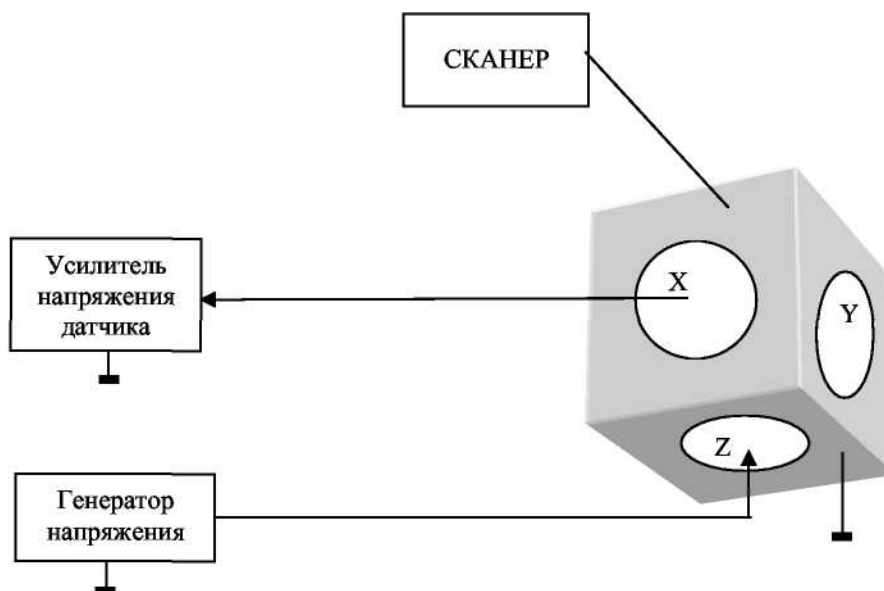 СКАНЕР
X
Y
Усилитель
напряжения
датчика
Z
Генератор
напряжения